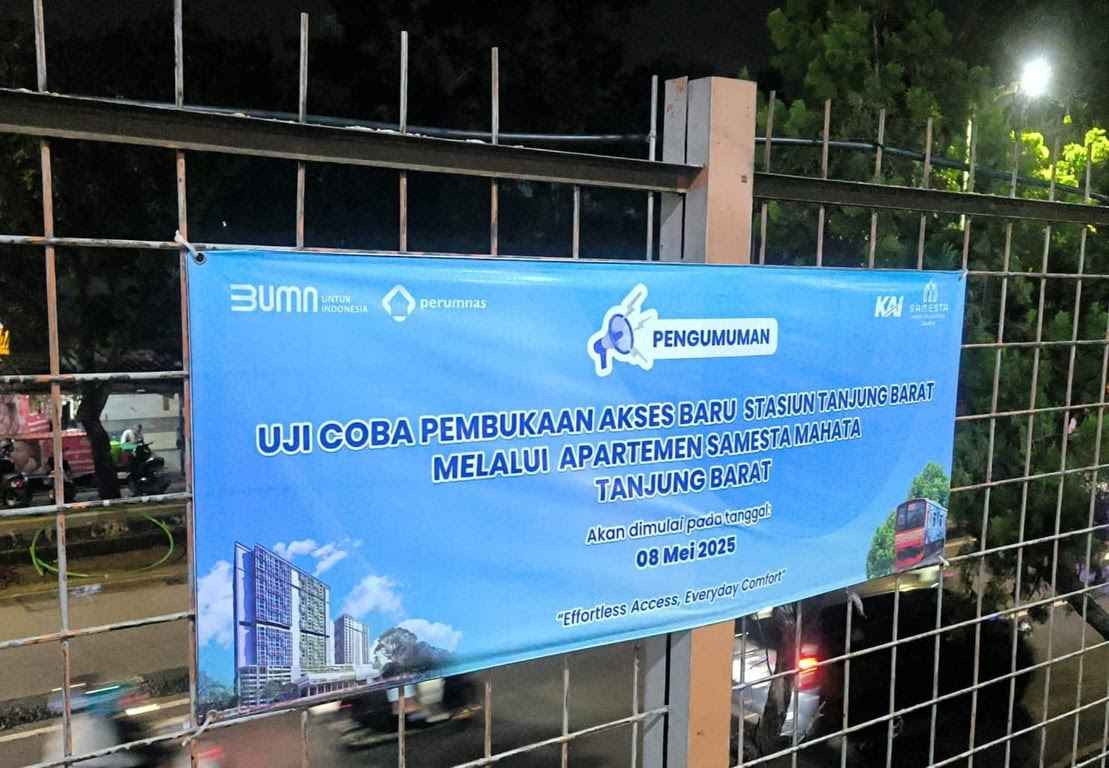 BUMN UNTUK INDONESIA
perumnas
KAI
SAMESTA
PENGUMUMAN
UJI COBA PEMBUKAAN AKSES BARU STASIUN TANJUNG BARAT
MELALUI APARTEMEN SAMESTA MAHATA
TANJUNG BARAT
Akan dimulai pada tanggal:
08 Mei 2025
"Effortless Access, Everyday Comfort"